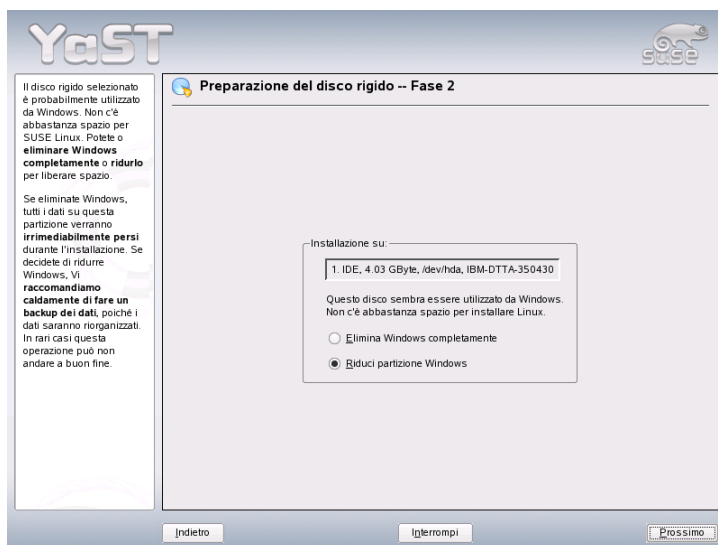 YaST
SUSE
Il disco rigido selezionato
è probabilmente utilizzato
da Windows. Non c'è
abbastanza spazio per
SUSE Linux. Potete o
eliminare Windows
completamente o ridurlo
per liberare spazio.
Se eliminate Windows,
tutti i dati su questa
partizione verranno
irrimediabilmente persi
durante l'installazione. Se
decidete di ridurre
Windows, Vi
raccomandiamo
caldamente di fare un
backup dei dati, poiché i
dati saranno riorganizzati.
In rari casi questa
operazione può non
andare a buon fine.
Preparazione del disco rigido -- Fase 2
Installazione su:
1. IDE, 4.03 GByte, /dev/hda, IBM-DTTA-350430
Questo disco sembra essere utilizzato da Windows.
Non c'è abbastanza spazio per installare Linux.
Elimina Windows completamente
Riduci partizione Windows
Indietro
Interrompi
Prossimo